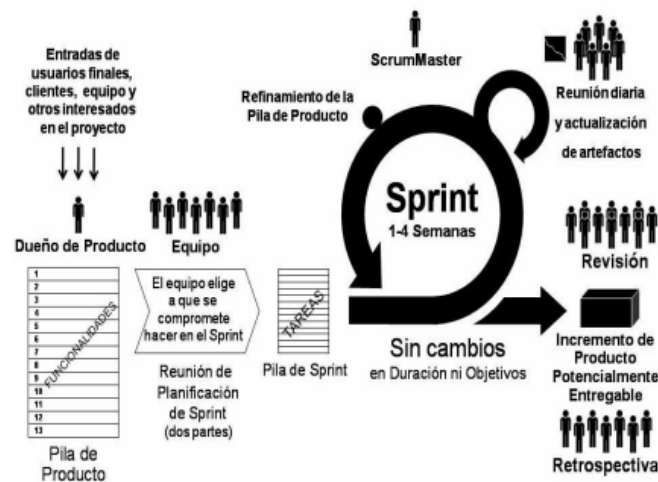 Entradas de
usuarios finales,
clientes, equipo y
otros interesados
en el proyecto
Dueño de Producto
1
2
3
4
5
6
7
8
9
10
11
12
13
FUNCIONALIDADES
Pila de
Producto
Equipo
El equipo elige
a que se
compromete
hacer en el Sprint
Reunión de
Planificación
de Sprint
(dos partes)
TAREAS
Pila de Sprint
ScrumMaster
Refinamiento de la
Pila de Producto
Sprint
1-4 Semanas
Sin cambios
en Duración ni Objetivos
Reunión diaria
y actualización
de artefactos
Revisión
Incremento de
Producto
Potencialmente
Entregable
Retrospectiva